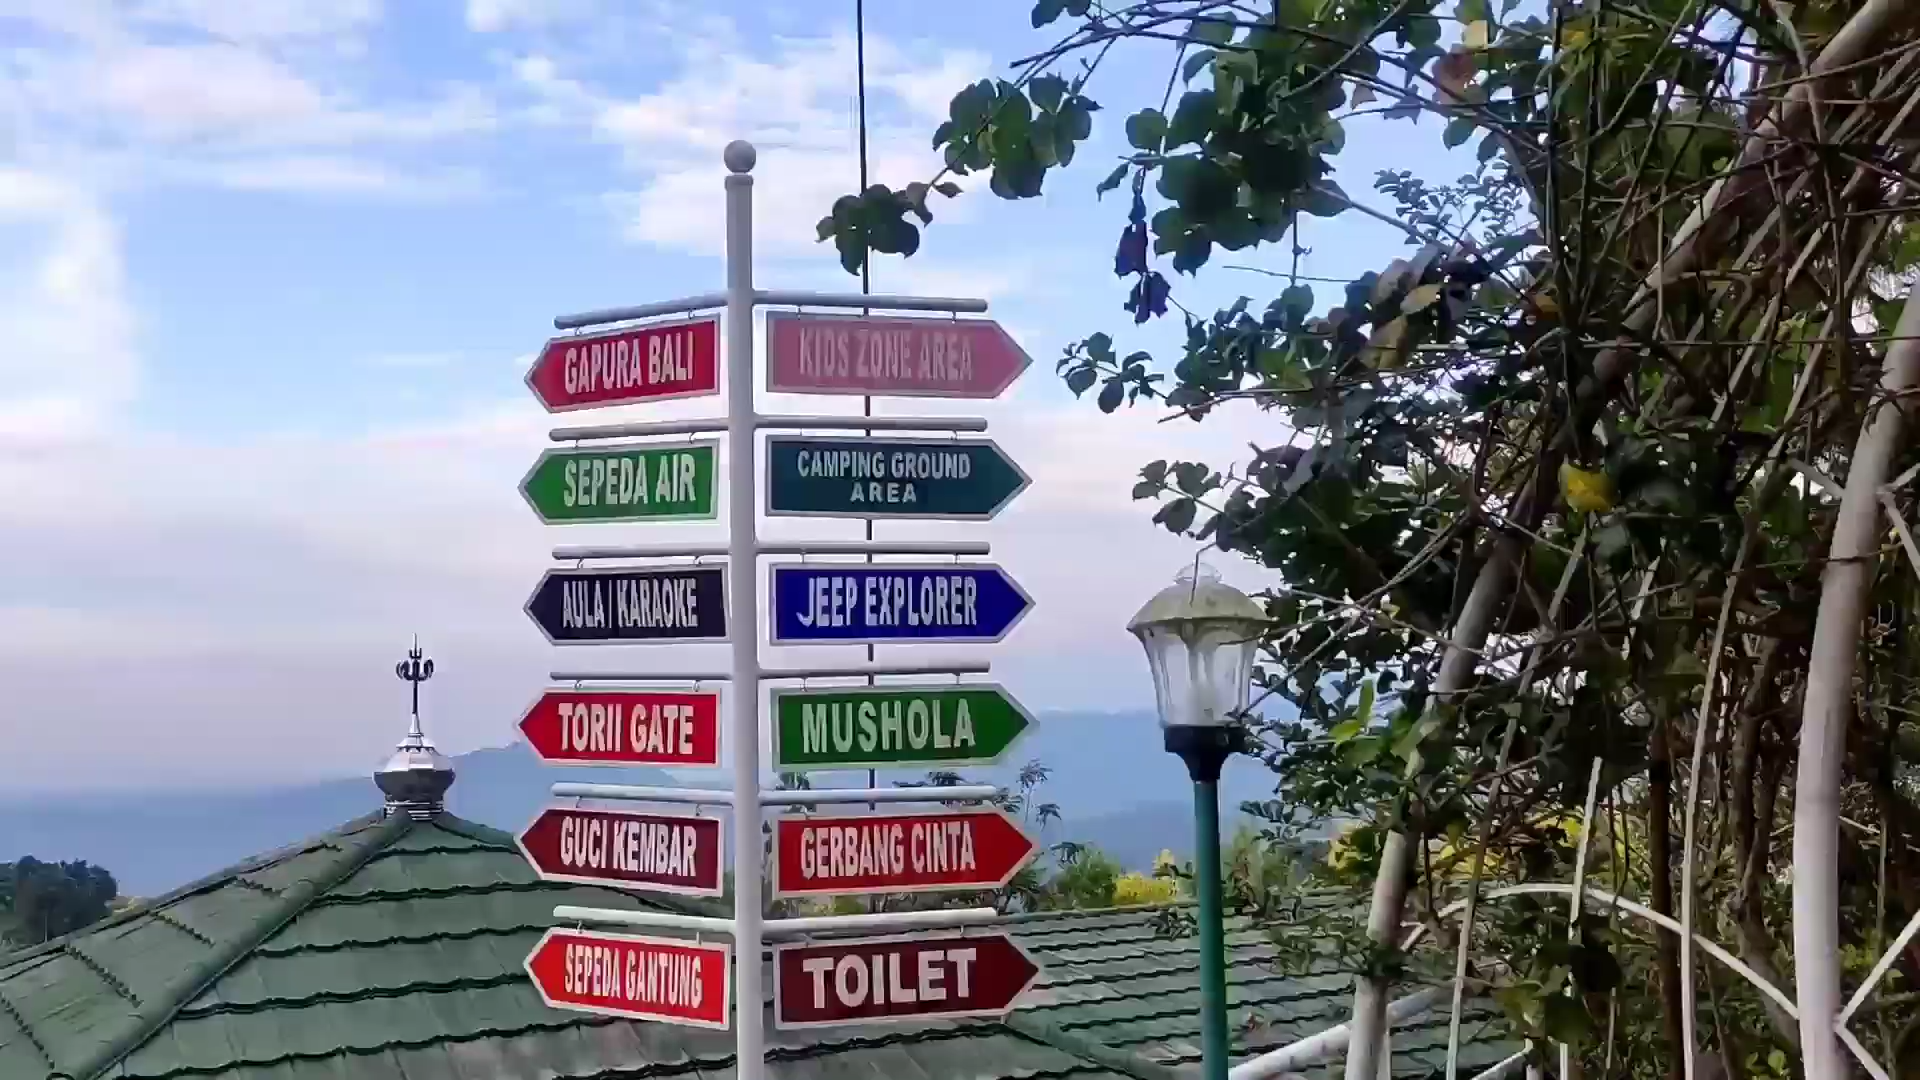 GAPURA BALI
KIDS ZONE AREA
SEPEDA AIR
CAMPING GROUND
AREA
AULA | KARAOKE
JEEP EXPLORER
TORII GATE
MUSHOLA
GUCI KEMBAR
GERBANG CINTA
SEPEDA GANTUNG
TOILET